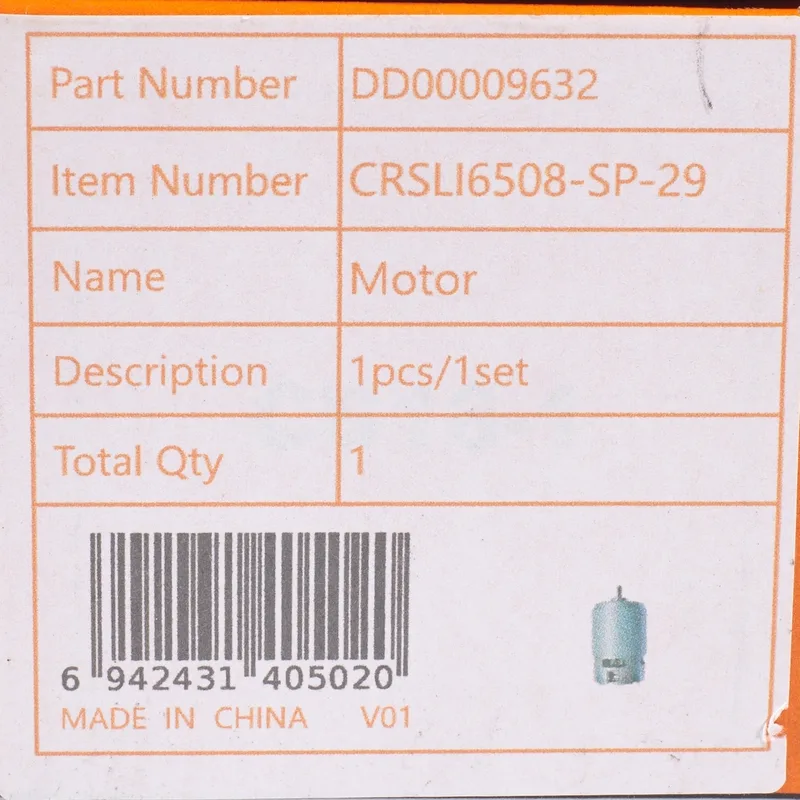 Part Number DD00009632
Item Number CRSLI6508-SP-29
Name Motor
Description 1pcs/1set
Total Qty 1
6 942431 405020
MADE IN CHINA V01